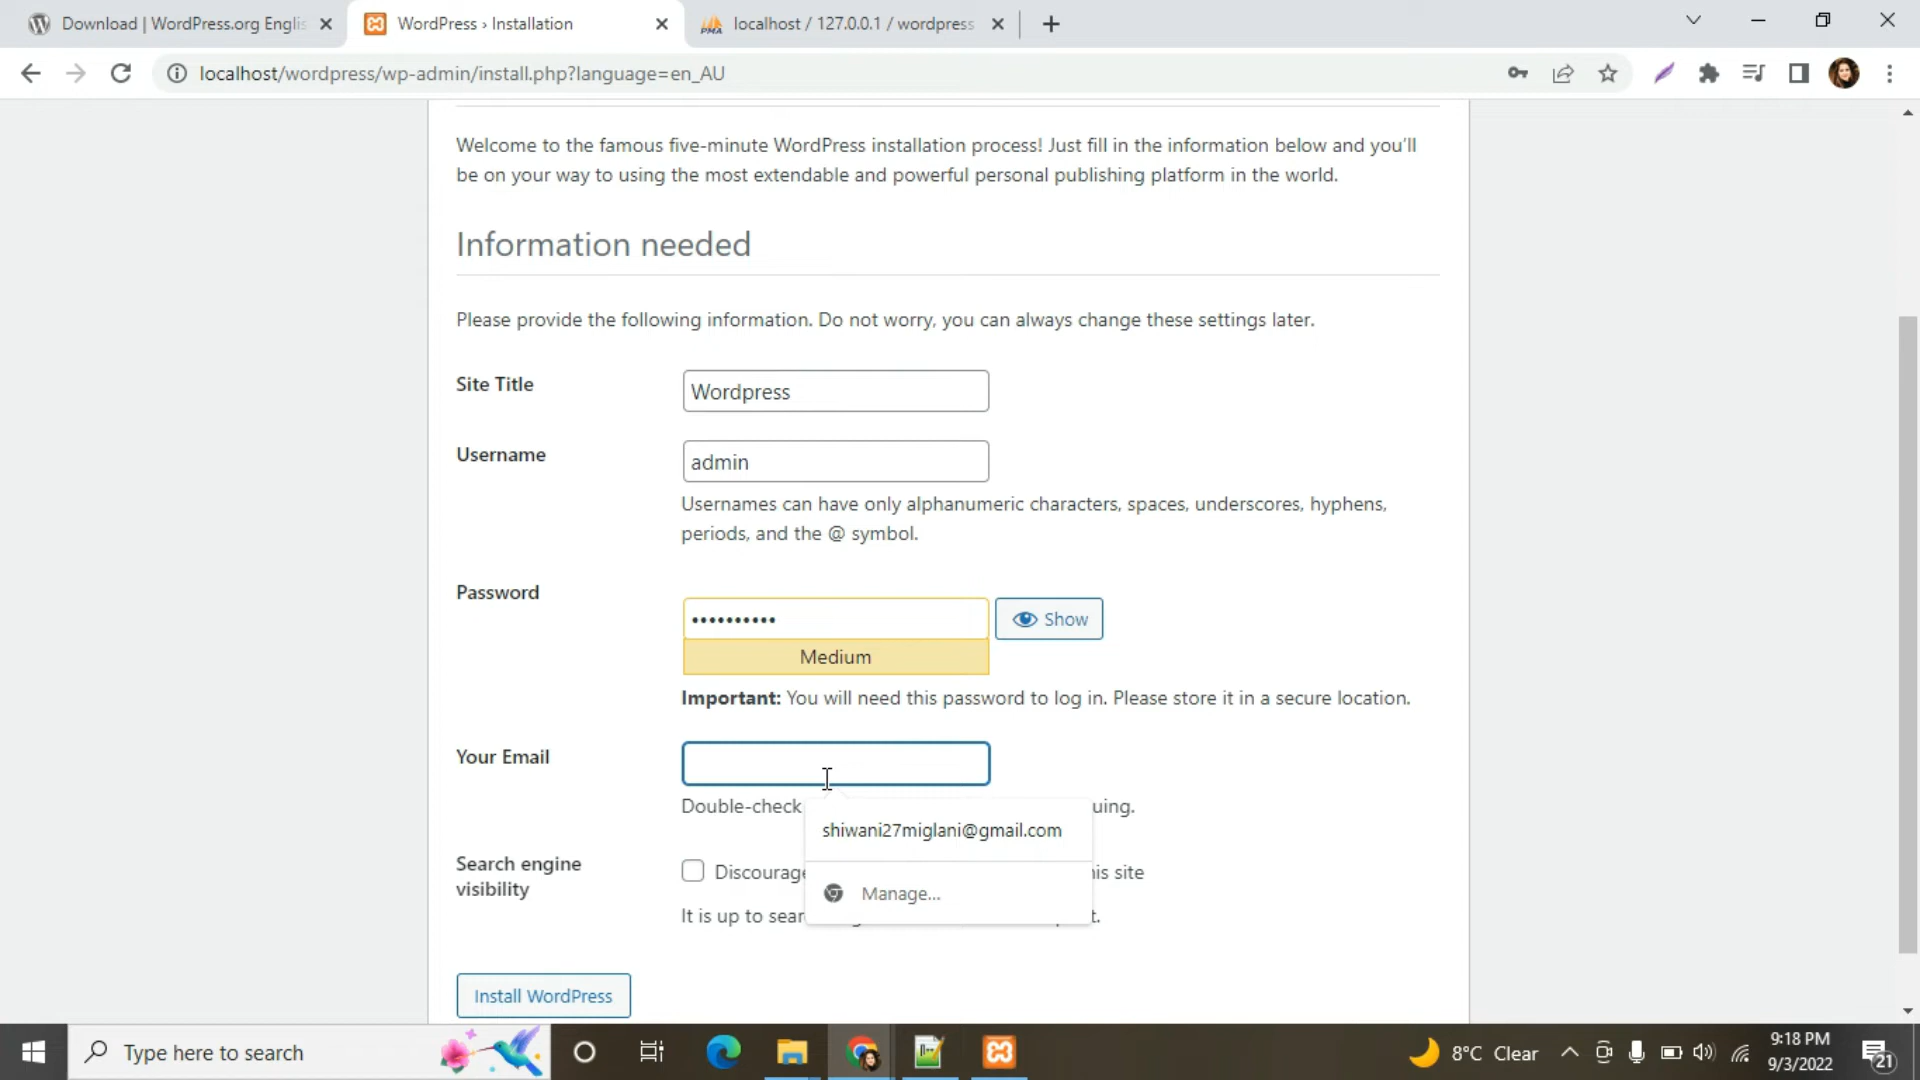 Download | WordPress.org Englis
WordPress › Installation
localhost / 127.0.0.1 / wordpress
localhost/wordpress/wp-admin/install.php?language=en_AU
Welcome to the famous five-minute WordPress installation process! Just fill in the information below and you'll
be on your way to using the most extendable and powerful personal publishing platform in the world.
Information needed
Please provide the following information. Do not worry, you can always change these settings later.
Site Title
Wordpress
Username
admin
Usernames can have only alphanumeric characters, spaces, underscores, hyphens,
periods, and the @ symbol.
Password
••••••••••
Show
Medium
Important: You will need this password to log in. Please store it in a secure location.
Your Email
Double-check
uing.
shiwani27miglani@gmail.com
Search engine
visibility
Discourage
is site
Manage...
It is up to sear
t.
Install WordPress
Type here to search
8°C Clear
9:18 PM
9/3/2022
21